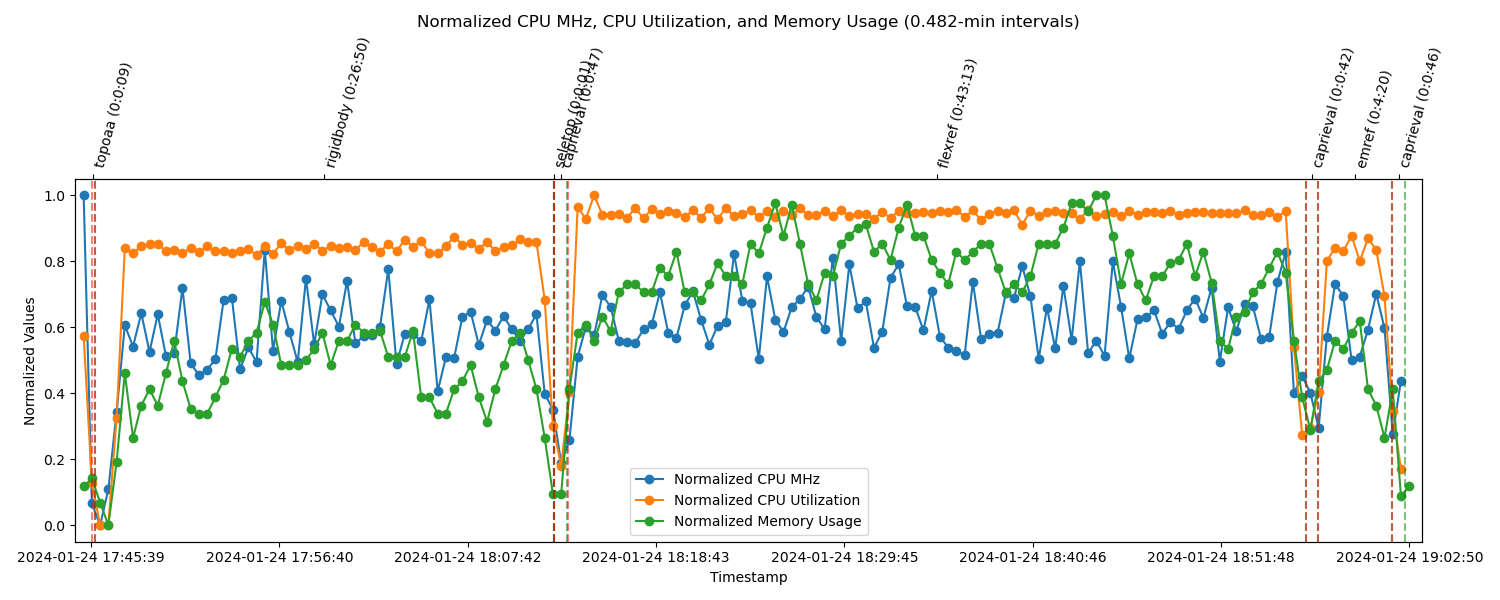 Normalized CPU MHz, CPU Utilization, and Memory Usage (0.482-min intervals)
topoaa (0:0:09)
rigidbody (0:26:50)
seletop (0:0:01)
caprieval (0:0:47)
flexref (0:43:13)
caprieval (0:0:42)
emref (0:4:20)
caprieval (0:0:46)
Normalized Values
1.0
0.8
0.6
0.4
0.2
0.0
Normalized CPU MHz
Normalized CPU Utilization
Normalized Memory Usage
2024-01-24 17:45:39
2024-01-24 17:56:40
2024-01-24 18:07:42
2024-01-24 18:18:43
2024-01-24 18:29:45
2024-01-24 18:40:46
2024-01-24 18:51:48
2024-01-24 19:02:50
Timestamp